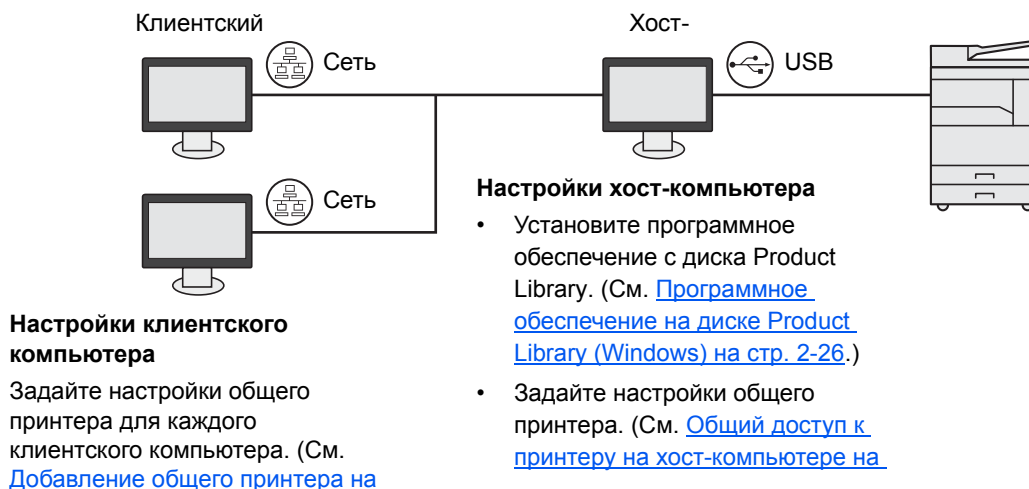 Клиентский
Хост-
Сеть
USB
Сеть
Настройки хост-компьютера
• Установите программное
обеспечение с диска Product
Library. (См. Программное
обеспечение на диске Product
Library (Windows) на стр. 2-26.)
• Задайте настройки общего
принтера. (См. Общий доступ к
принтеру на хост-компьютере на
Настройки клиентского
компьютера
Задайте настройки общего
принтера для каждого
клиентского компьютера. (См.
Добавление общего принтера на